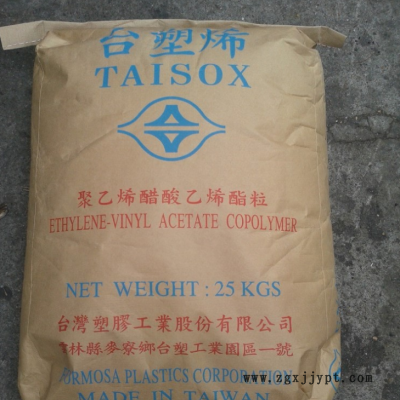 台塑烯
TAISOX
聚乙烯醋酸乙烯酯粒
ETHYLENE-VINYL ACETATE COPOLYMER
NET WEIGHT : 25 KGS
台灣塑膠工業股份有限公司
雲林縣麥寮鄉台塑工業園區一號
FORMOSA PLASTICS CORPORATION
MADE IN TAIWAN
www.zgxjjypt.com